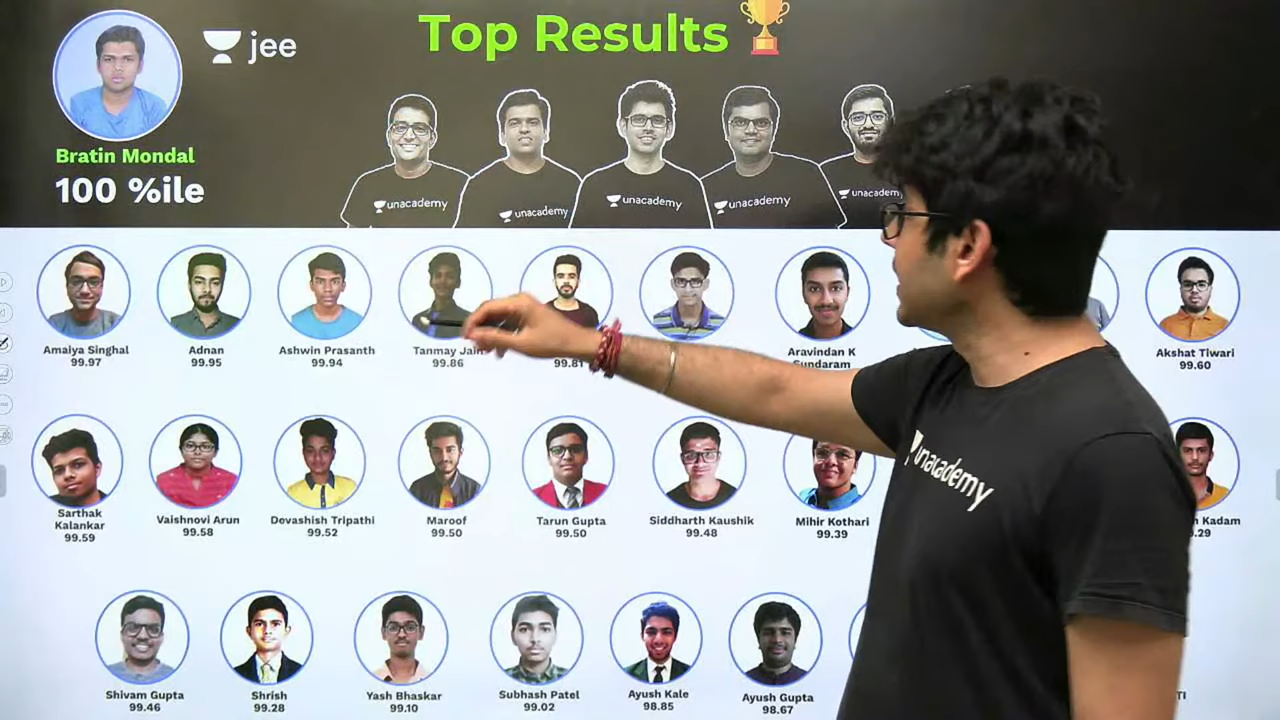 jee
Top Results
Bratin Mondal
100 %ile
unacademy
unacademy
unacademy
unacademy
unacademy
Amaiya Singhal
99.97
Adnan
99.95
Ashwin Prasanth
99.94
Tanmay Jain
99.86
99.81
Aravindan K
Sundaram
Akshat Tiwari
99.60
Sarthak
Kalankar
99.59
Vaishnovi Arun
99.58
Devashish Tripathi
99.52
Maroof
99.50
Tarun Gupta
99.50
Siddharth Kaushik
99.48
Mihir Kothari
99.39
Kadam
.29
unacademy
Shivam Gupta
99.46
Shrish
99.28
Yash Bhaskar
99.10
Subhash Patel
99.02
Ayush Kale
98.85
Ayush Gupta
98.67